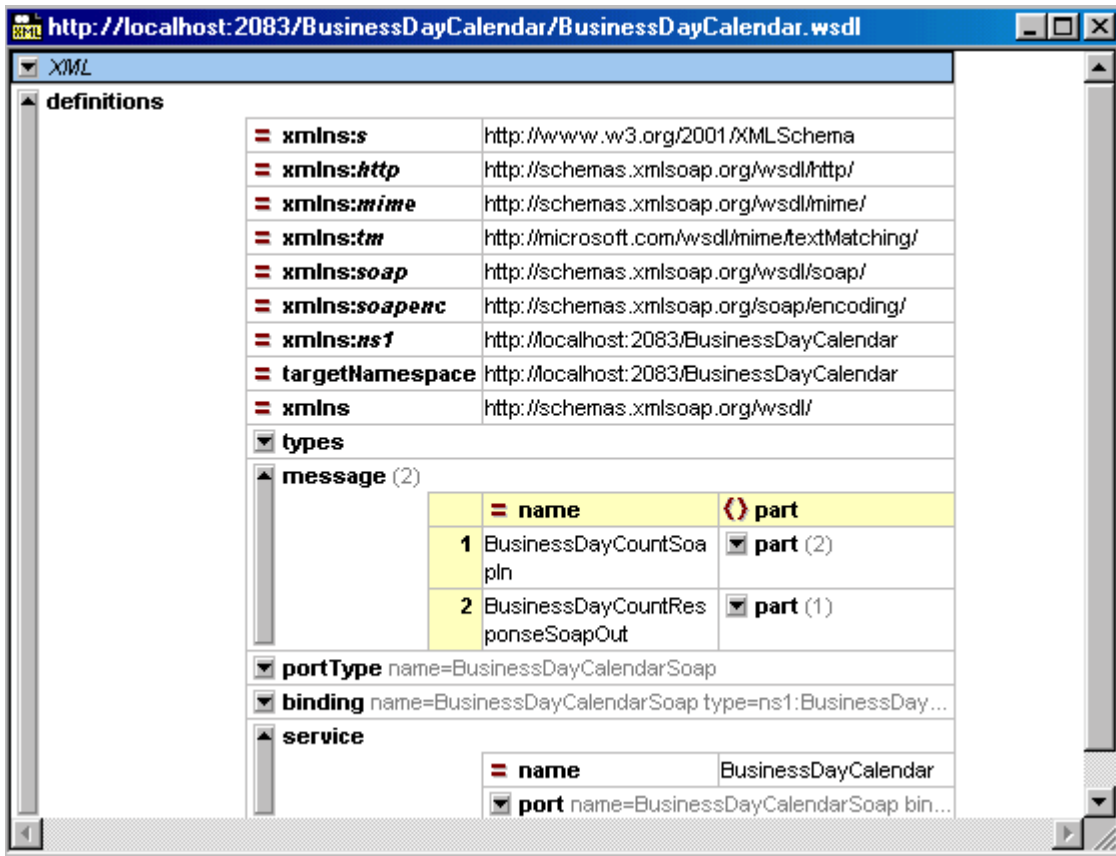 XML http://localhost:2083/BusinessDayCalendar/BusinessDayCalendar.wsdl
XML
definitions
= xmlns:s http://www.w3.org/2001/XMLSchema
= xmlns:http http://schemas.xmlsoap.org/wsdl/http/
= xmlns:mime http://schemas.xmlsoap.org/wsdl/mime/
= xmlns:tm http://microsoft.com/wsdl/mime/textMatching/
= xmlns:soap http://schemas.xmlsoap.org/wsdl/soap/
= xmlns:soapenc http://schemas.xmlsoap.org/soap/encoding/
= xmlns:ns1 http://localhost:2083/BusinessDayCalendar
= targetNamespace http://localhost:2083/BusinessDayCalendar
= xmlns http://schemas.xmlsoap.org/wsdl/
types
message (2)
= name {} part
1 BusinessDayCountSoa part (2)
pIn
2 BusinessDayCountRes part (1)
ponseSoapOut
portType name=BusinessDayCalendarSoap
binding name=BusinessDayCalendarSoap type=ns1:BusinessDay...
service
= name BusinessDayCalendar
port name=BusinessDayCalendarSoap bin...